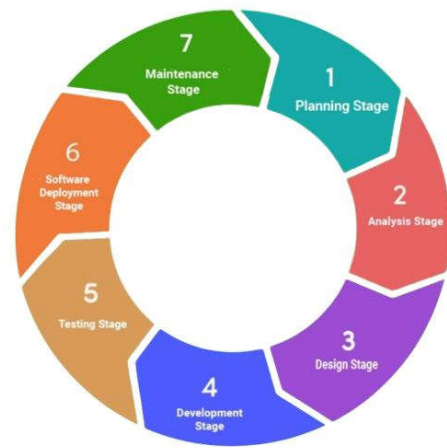 1
Planning Stage
2
Analysis Stage
3
Design Stage
4
Development
Stage
5
Testing Stage
6
Software
Deployment
Stage
7
Maintenance
Stage